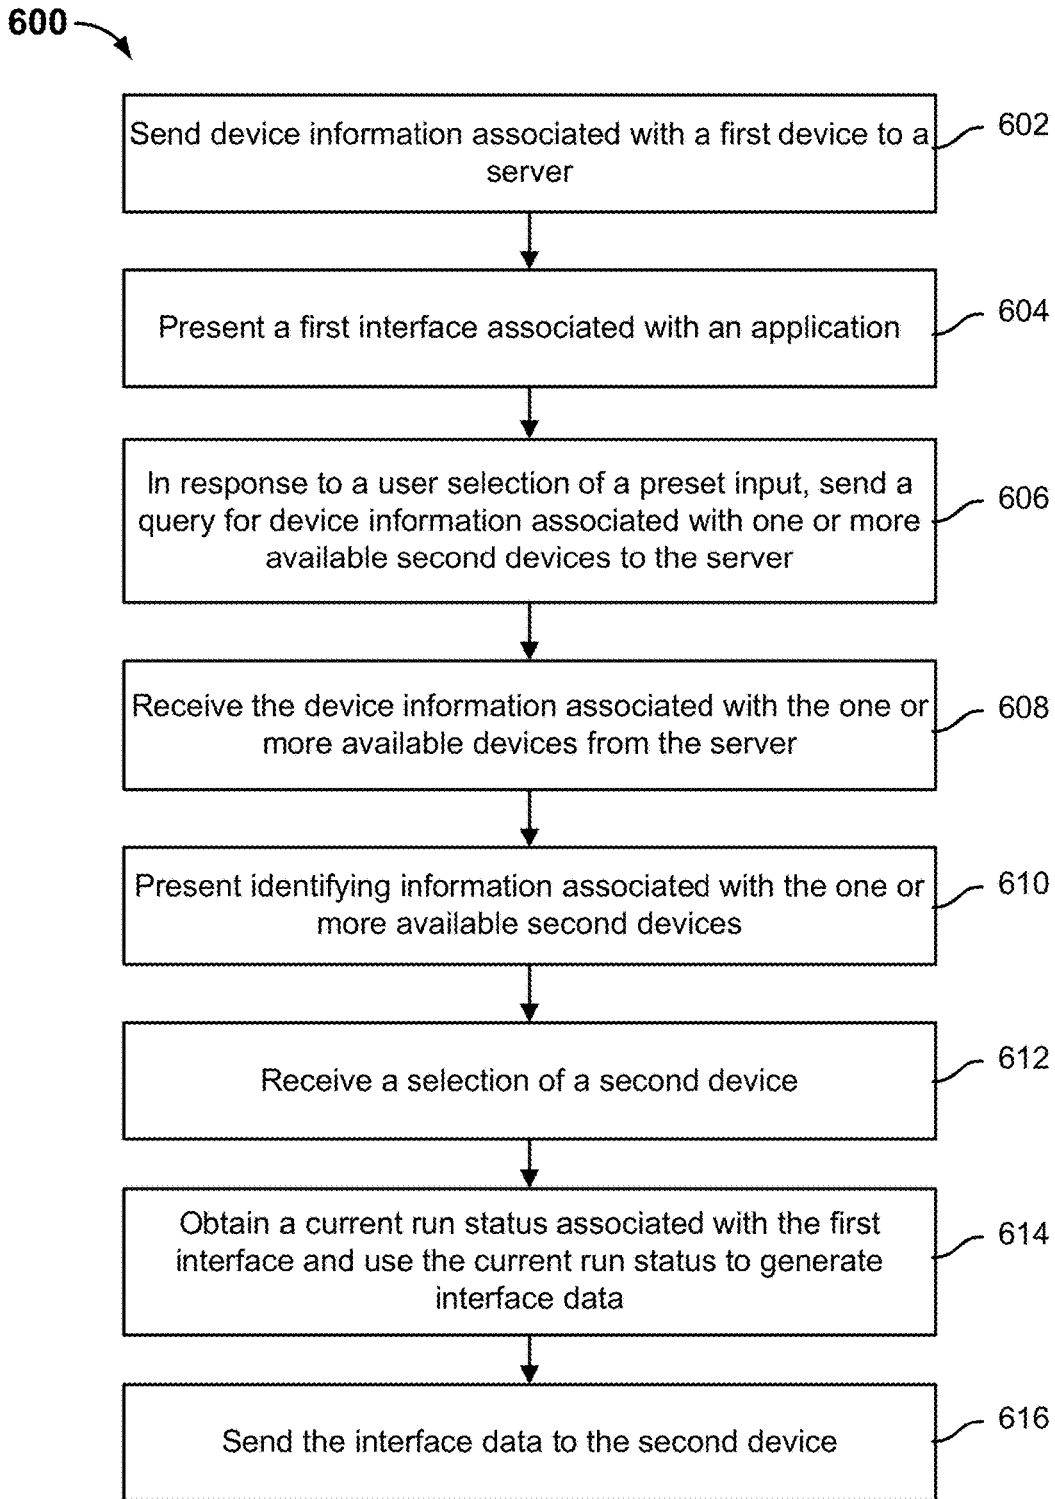 600
Send device information associated with a first device to a
server
602
Present a first interface associated with an application
604
In response to a user selection of a preset input, send a
query for device information associated with one or more
available second devices to the server
606
Receive the device information associated with the one or
more available devices from the server
608
Present identifying information associated with the one or
more available second devices
610
Receive a selection of a second device
612
Obtain a current run status associated with the first
interface and use the current run status to generate
interface data
614
Send the interface data to the second device
616